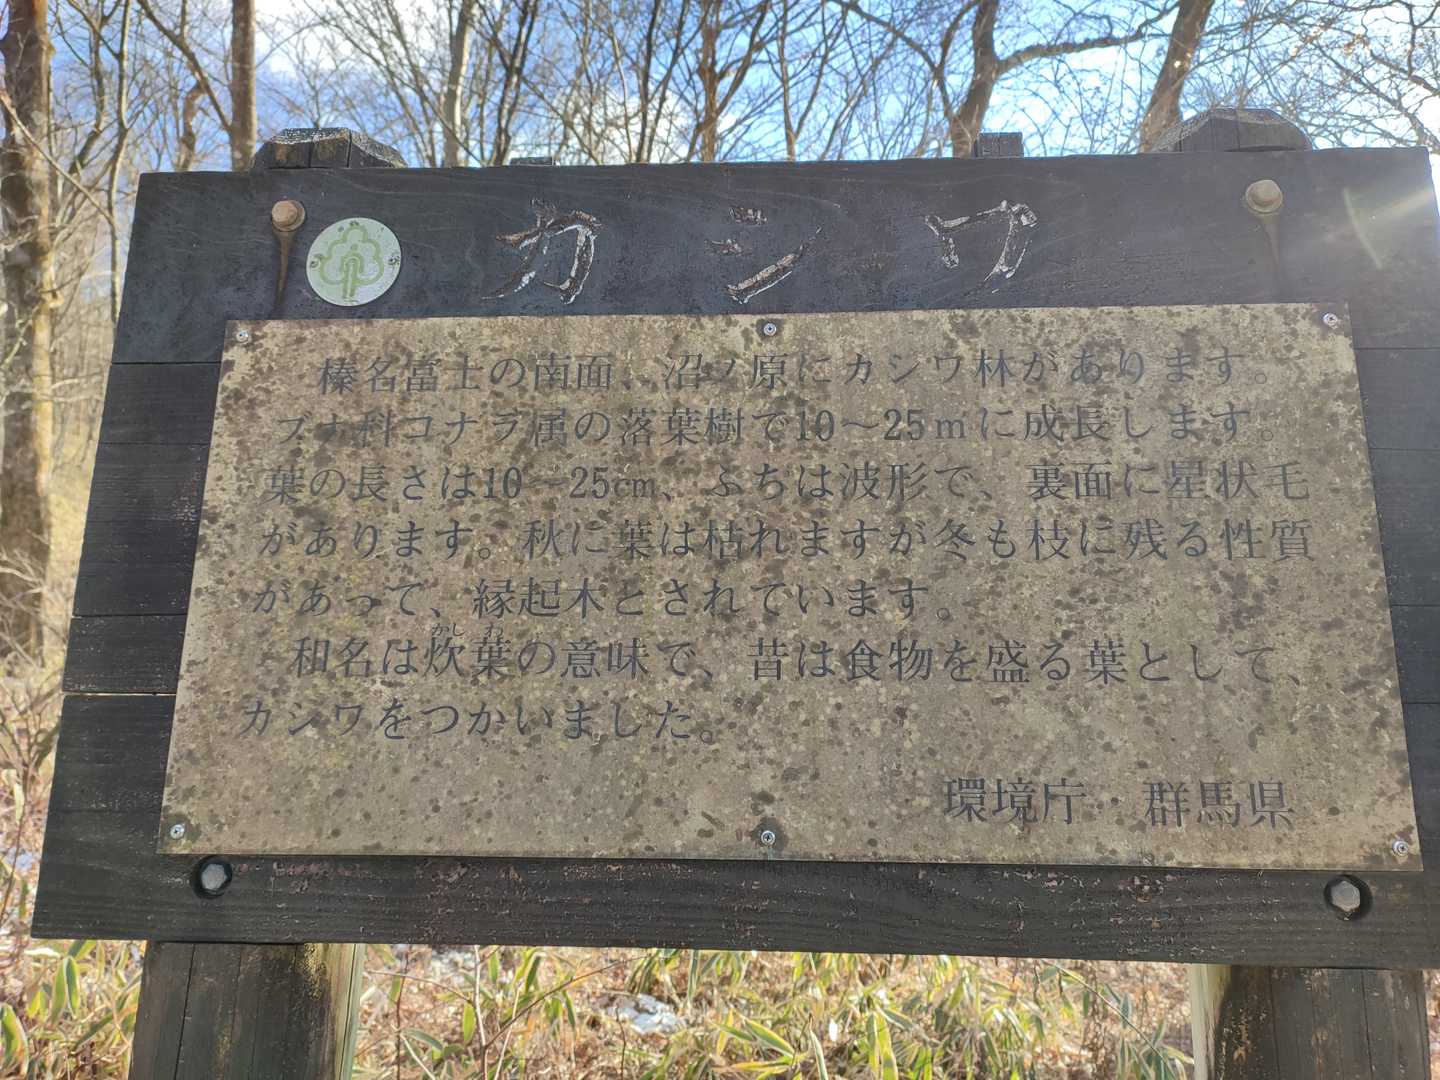 カシワ
榛名富士の南面、沼ノ原にカシワ林があります。
ブナ科コナラ属の落葉樹で10～25mに成長します。
葉の長さは10～25cm、ふちは波形で、裏面に星状毛
があります。秋に葉は枯れますが冬も枝に残る性質
があって、縁起木とされています。
かし わ
和名は炊葉の意味で、昔は食物を盛る葉として、
カシワをつかいました。
環境庁・群馬県